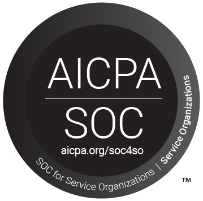 AICPA
SOC
aicpa.org/soc4so
SOC for Service Organizations | Service Organizations
TM